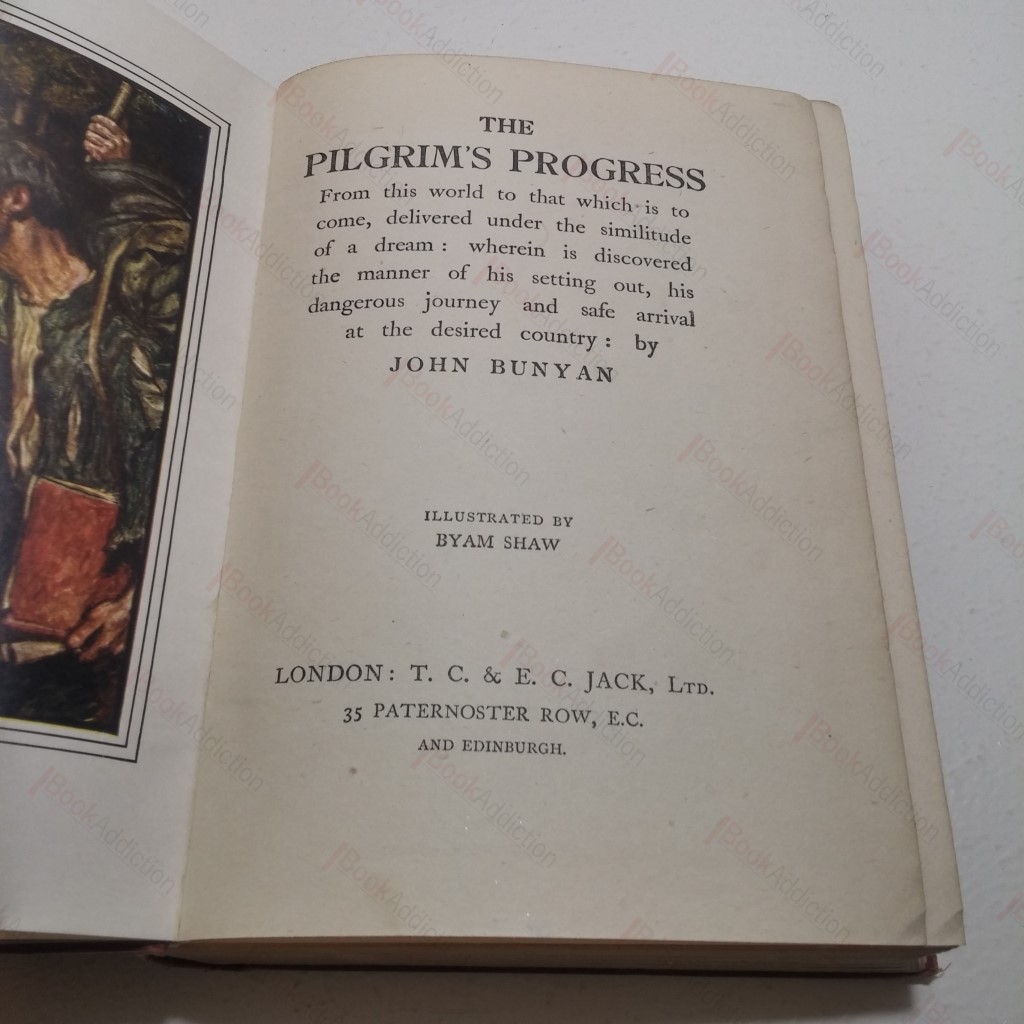 THE
PILGRIM'S PROGRESS
From this world to that which is to
come, delivered under the similitude
of a dream : wherein is discovered
the manner of his setting out, his
dangerous journey and safe arrival
at the desired country : by
JOHN BUNYAN
ILLUSTRATED BY
BYAM SHAW
LONDON: T. C. & E. C. JACK, LTD.
35 PATERNOSTER ROW, E.C.
AND EDINBURGH.
BookAddiction